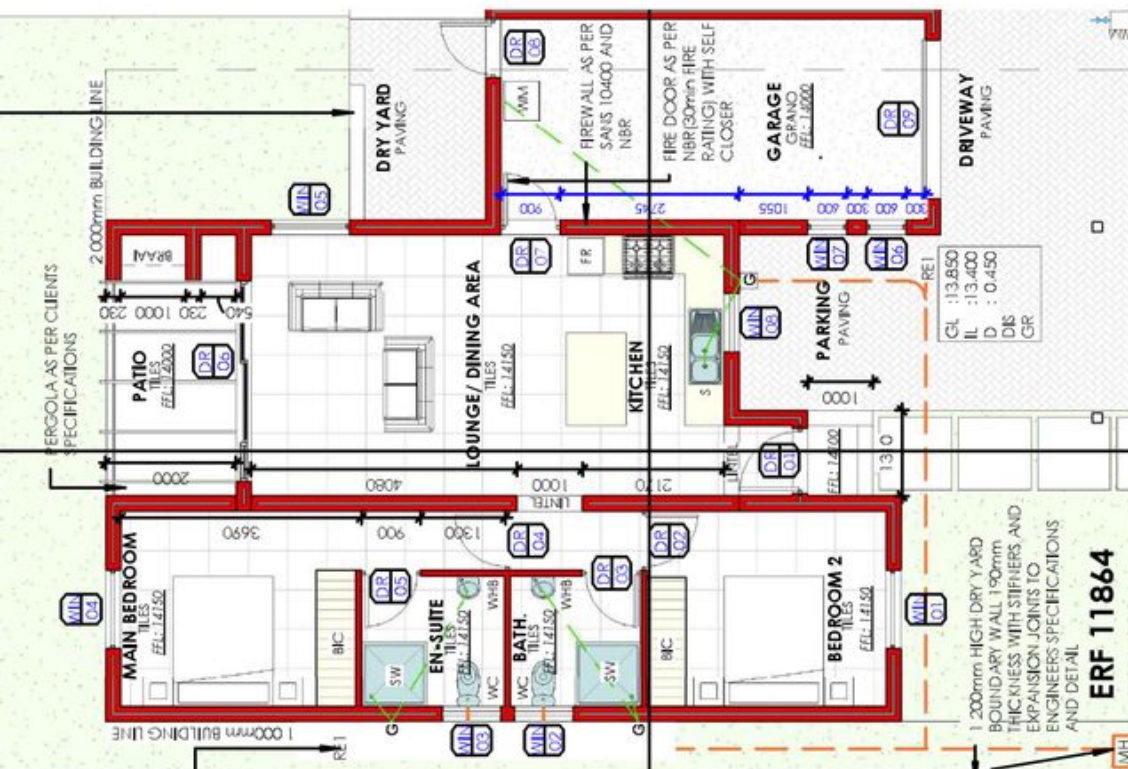 PERGOLA AS PER CLIENTS
SPECIFICATIONS
2 000mm BUILDING LINE
BRAAI
230
1000
230
540
PATIO
TILES
FFL: 14000
DR
06
2000
WIN
05
DRY YARD
PAVING
DR
08
WM
FIREWALL AS PER
SANS 10400 AND
NBR
FIRE DOOR AS PER
NBR(30min FIRE
RATING) WITH SELF
CLOSER
GARAGE
GRANO
FFL: 14000
DR
09
DRIVEWAY
PAVING
900
2745
1055
600
300
600
300
DR
07
FR
WIN
07
WIN
06
WIN
08
G
RE1
PARKING
PAVING
1000
GL :13.850
IL :13.400
D : 0.450
DIS
GR
LOUNGE/ DINING AREA
TILES
FFL: 14150
KITCHEN
TILES
FFL: 14150
S
4080
1000
2170
LINTEL
LINTEL
DR
01
FFL: 14100
1310
3690
900
1300
WIN
04
MAIN BEDROOM
TILES
FFL: 14150
BIC
DR
05
DR
04
DR
03
DR
02
EN-SUITE
TILES
FFL: 14150
SW
WC
WHB
BATH.
TILES
FFL: 14150
WC
WHB
SW
BIC
BEDROOM 2
TILES
FFL: 14150
WIN
01
G
WIN
03
WIN
02
G
1 000mm BUILDING LINE
RE1
1 200mm HIGH DRY YARD
BOUNDARY WALL 190mm
THICKNESS WITH STIFNERS AND
EXPANSION JOINTS TO
ENGINEERS SPECIFICATIONS
AND DETAIL
ERF 11864
MH